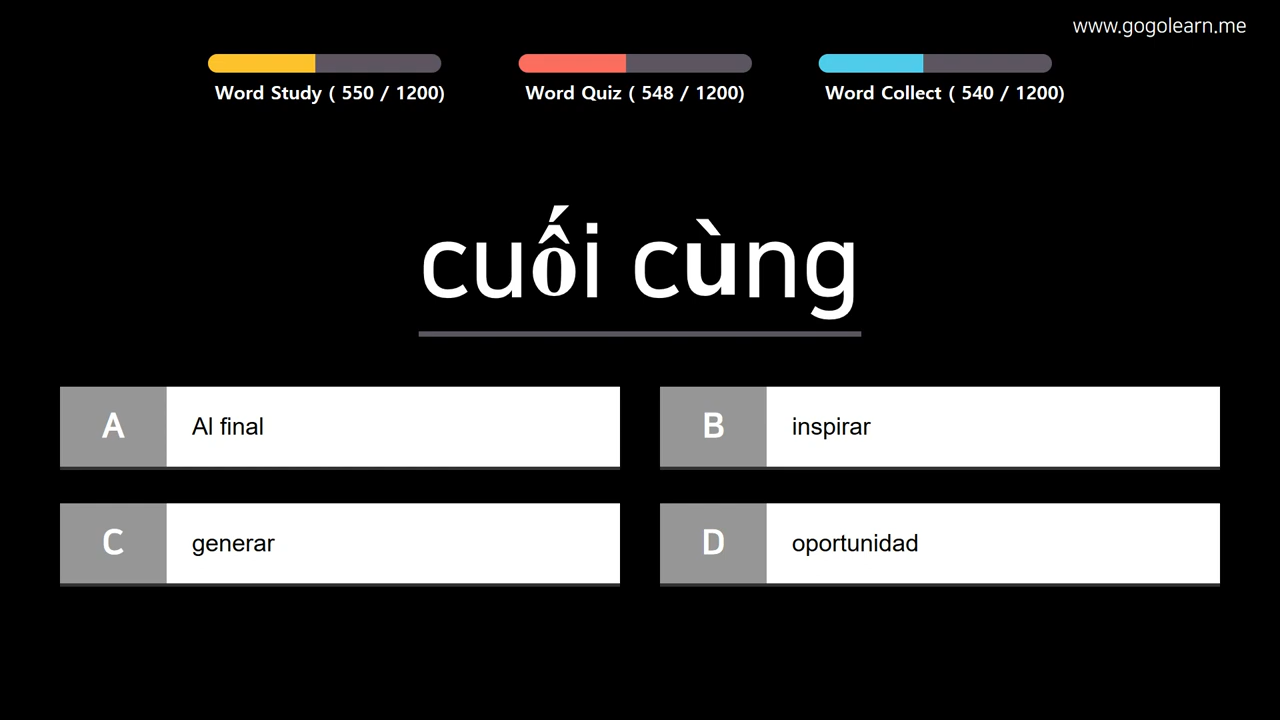 www.gogolearn.me
Word Study ( 550 / 1200)
Word Quiz ( 548 / 1200)
Word Collect ( 540 / 1200)
cuối cùng
A Al final
B inspirar
C generar
D oportunidad